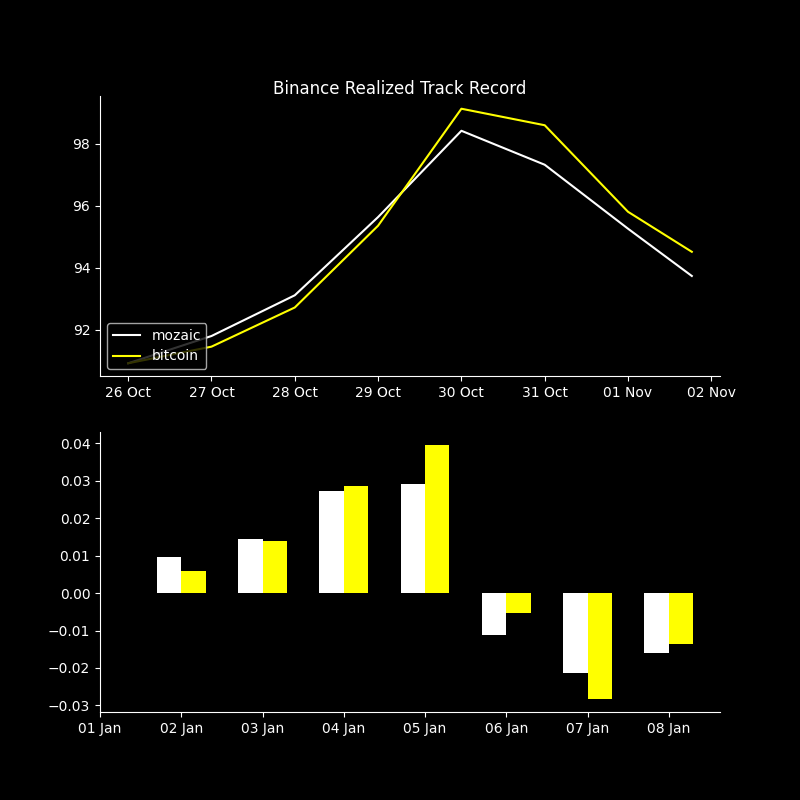 Binance Realized Track Record
98
96
94
92
mozaic
bitcoin
26 Oct 27 Oct 28 Oct 29 Oct 30 Oct 31 Oct 01 Nov 02 Nov
0.04
0.03
0.02
0.01
0.00
−0.01
−0.02
−0.03
01 Jan 02 Jan 03 Jan 04 Jan 05 Jan 06 Jan 07 Jan 08 Jan